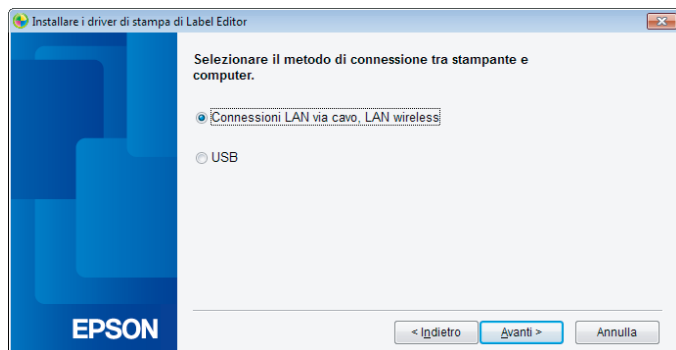 Installare i driver di stampa di Label Editor
Selezionare il metodo di connessione tra stampante e
computer.
Connessioni LAN via cavo, LAN wireless
USB
EPSON
< Indietro
Avanti >
Annulla